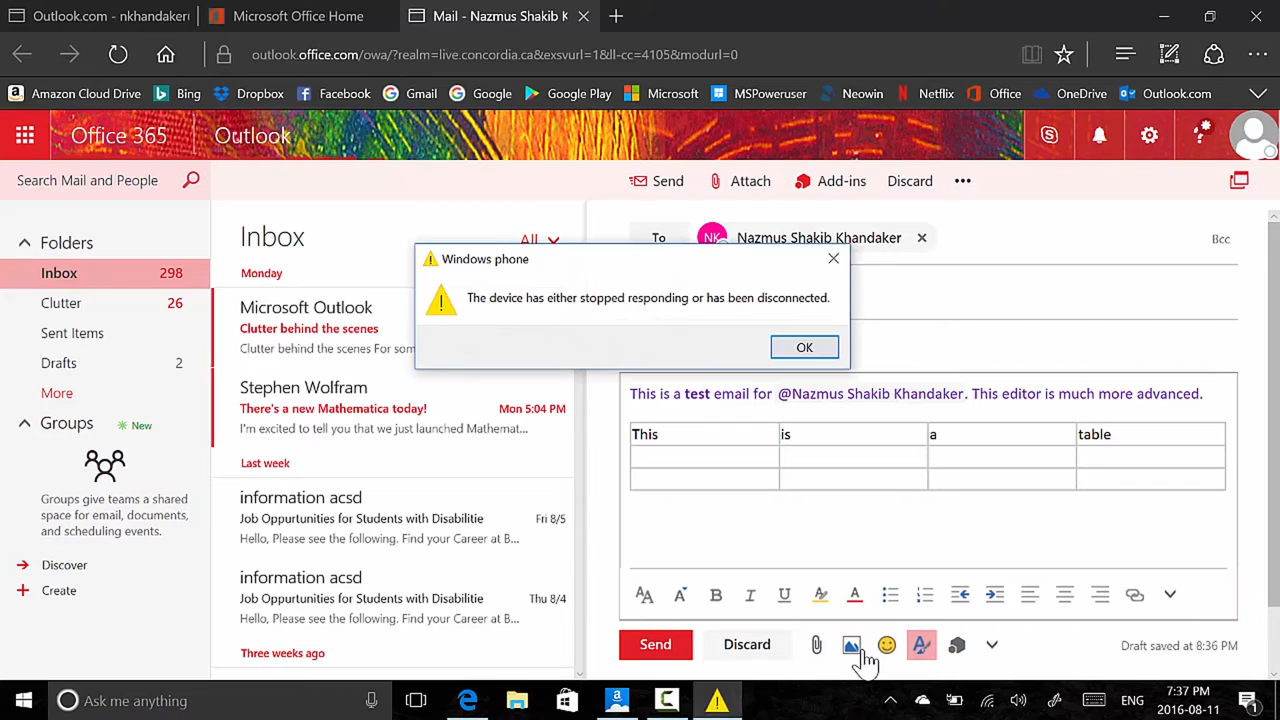 Outlook.com - nkhandaker(
Microsoft Office Home
Mail - Nazmus Shakib K
outlook.office.com/owa/?realm=live.concordia.ca&exsvurl=1&ll-cc=4105&modurl=0
Amazon Cloud Drive
Bing
Dropbox
Facebook
Gmail
Google
Google Play
Microsoft
MSPoweruser
Neowin
Netflix
Office
OneDrive
Outlook.com
Office 365
Outlook
Search Mail and People
Send
Attach
Add-ins
Discard
Folders
Inbox 298
Clutter 26
Sent Items
Drafts 2
More
Groups New
Groups give teams a shared
space for email, documents,
and scheduling events.
Discover
Create
Inbox
All
Monday
Microsoft Outlook
Clutter behind the scenes
Clutter behind the scenes For som
Stephen Wolfram
There's a new Mathematica today! Mon 5:04 PM
I'm excited to tell you that we just launched Mathemat...
Last week
information acsd
Job Oppurtunities for Students with Disabilitie Fri 8/5
Hello, Please see the following. Find your Career at B...
information acsd
Job Oppurtunities for Students with Disabilitie Thu 8/4
Hello, Please see the following. Find your Career at B...
Three weeks ago
To NK Nazmus Shakib Khandaker
Bcc
Windows phone
The device has either stopped responding or has been disconnected.
OK
This is a test email for @Nazmus Shakib Khandaker. This editor is much more advanced.
This is a table
Send
Discard
Draft saved at 8:36 PM
Ask me anything
ENG
7:37 PM
2016-08-11
1